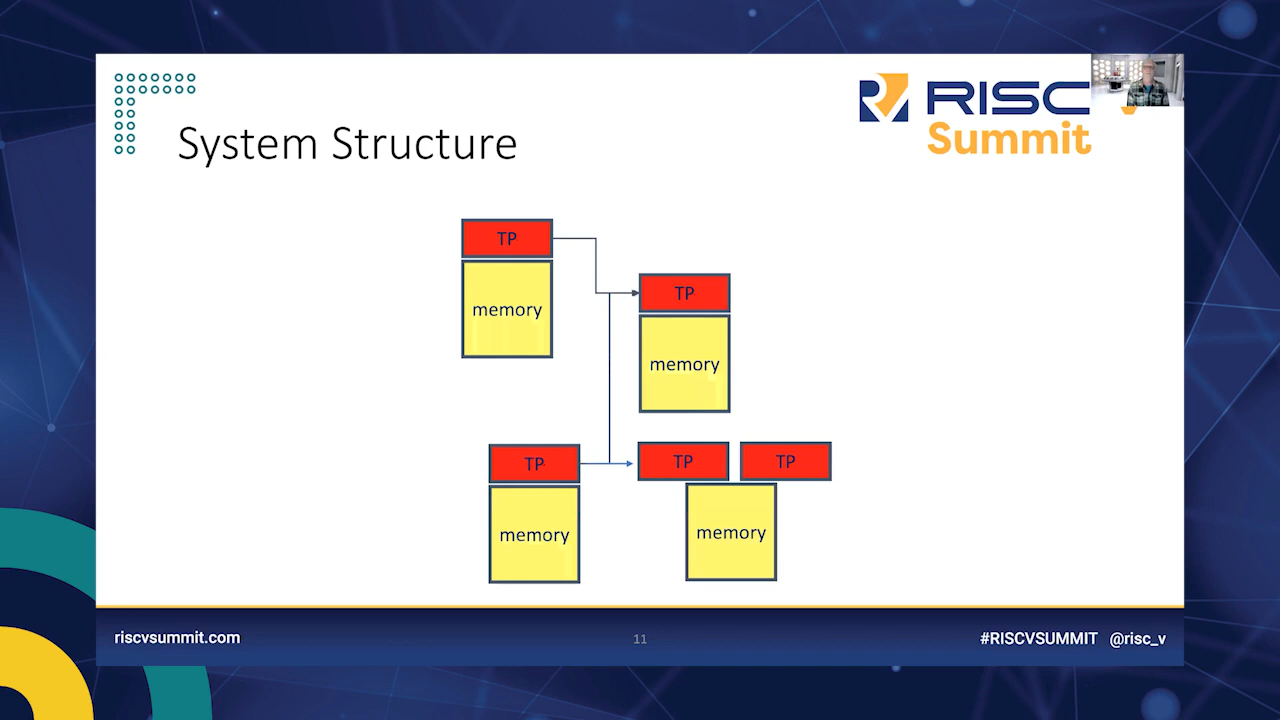 System Structure
RISC
Summit
TP
memory
TP
memory
TP
memory
TP
TP
memory
riscvsummit.com
11
#RISCVSUMMIT @risc_v